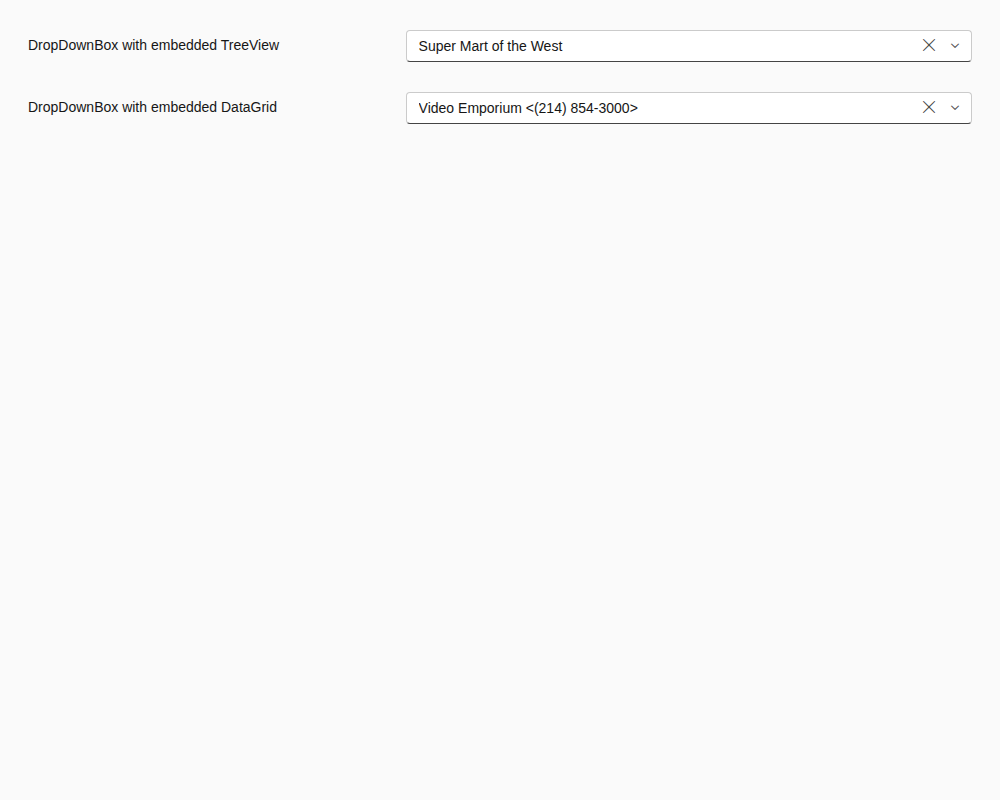 DropDownBox with embedded TreeView
Super Mart of the West
DropDownBox with embedded DataGrid
Video Emporium <(214) 854-3000>